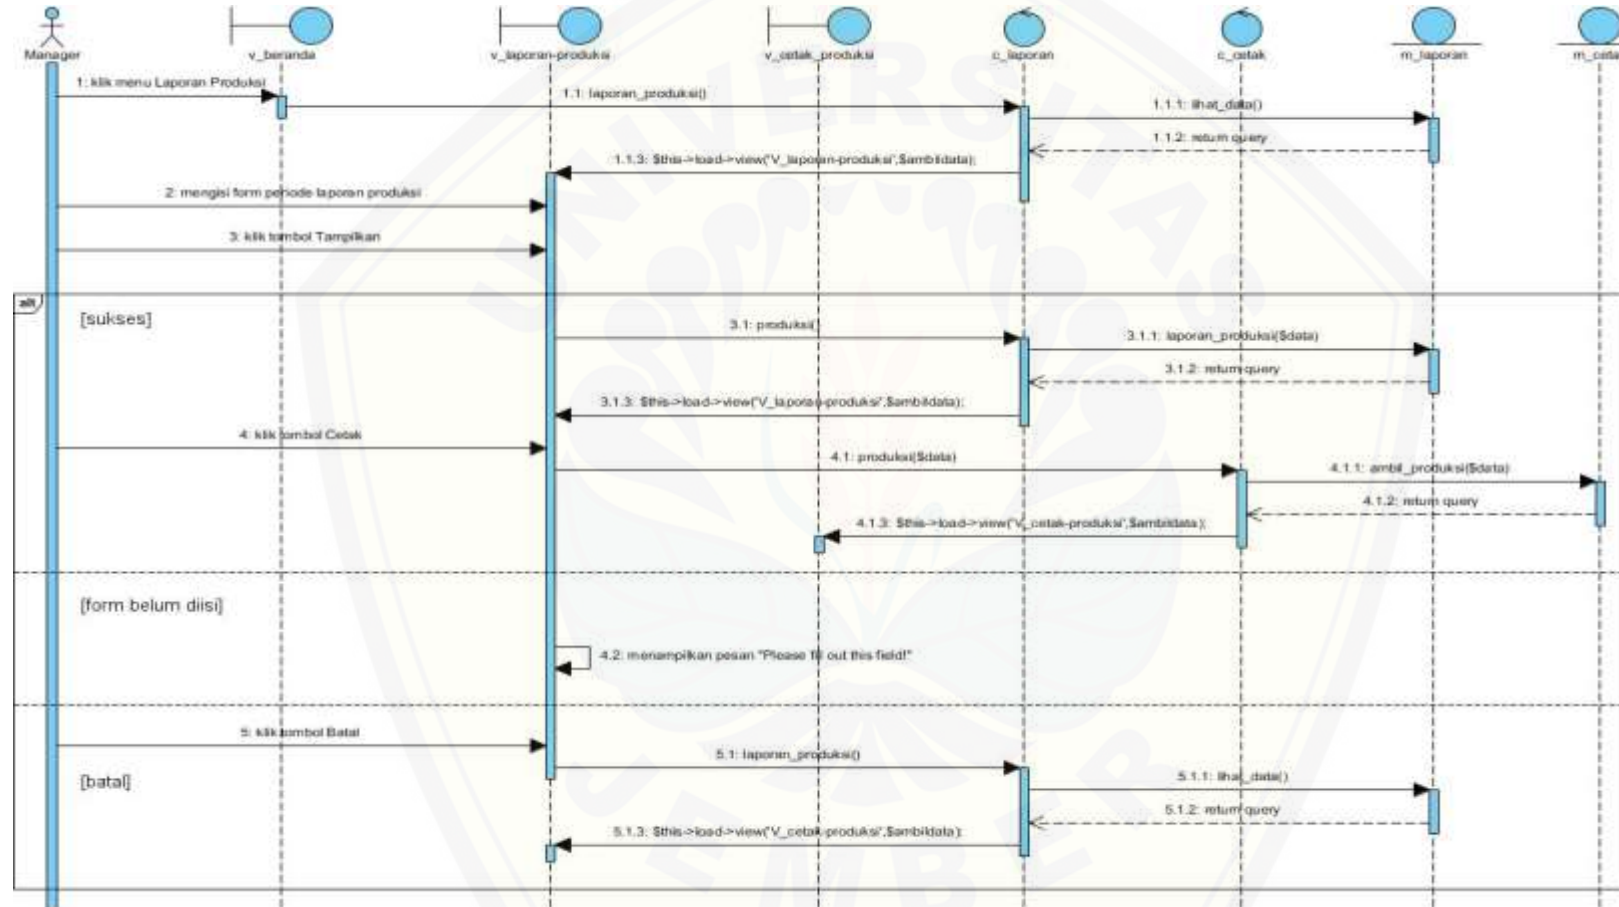 Manager v_beranda v_laporan-produksi v_cetak_produksi c_laporan c_cetak m_laporan m_ceta
1: klik menu Laporan Produksi
1.1: laporan_produksi()
1.1.1: lihat_data()
1.1.2: return query
1.1.3: $this->load->view('V_laporan-produksi',$ambildata);
2: mengisi form periode laporan produksi
3: klik tombol Tampilkan
alt
[sukses]
3.1: produksi()
3.1.1: laporan_produksi($data)
3.1.2: return query
3.1.3: $this->load->view('V_laporan-produksi',$ambildata);
4: klik tombol Cetak
4.1: produksi($data)
4.1.1: ambil_produksi($data)
4.1.2: return query
4.1.3: $this->load->view('V_cetak-produksi',$ambildata);
[form belum diisi]
4.2: menampilkan pesan "Please fill out this field!"
5: klik tombol Batal
5.1: laporan_produksi()
[batal]
5.1.1: lihat_data()
5.1.2: return query
5.1.3: $this->load->view('V_cetak-produksi',$ambildata);
UNIVERSITAS
JEMBER